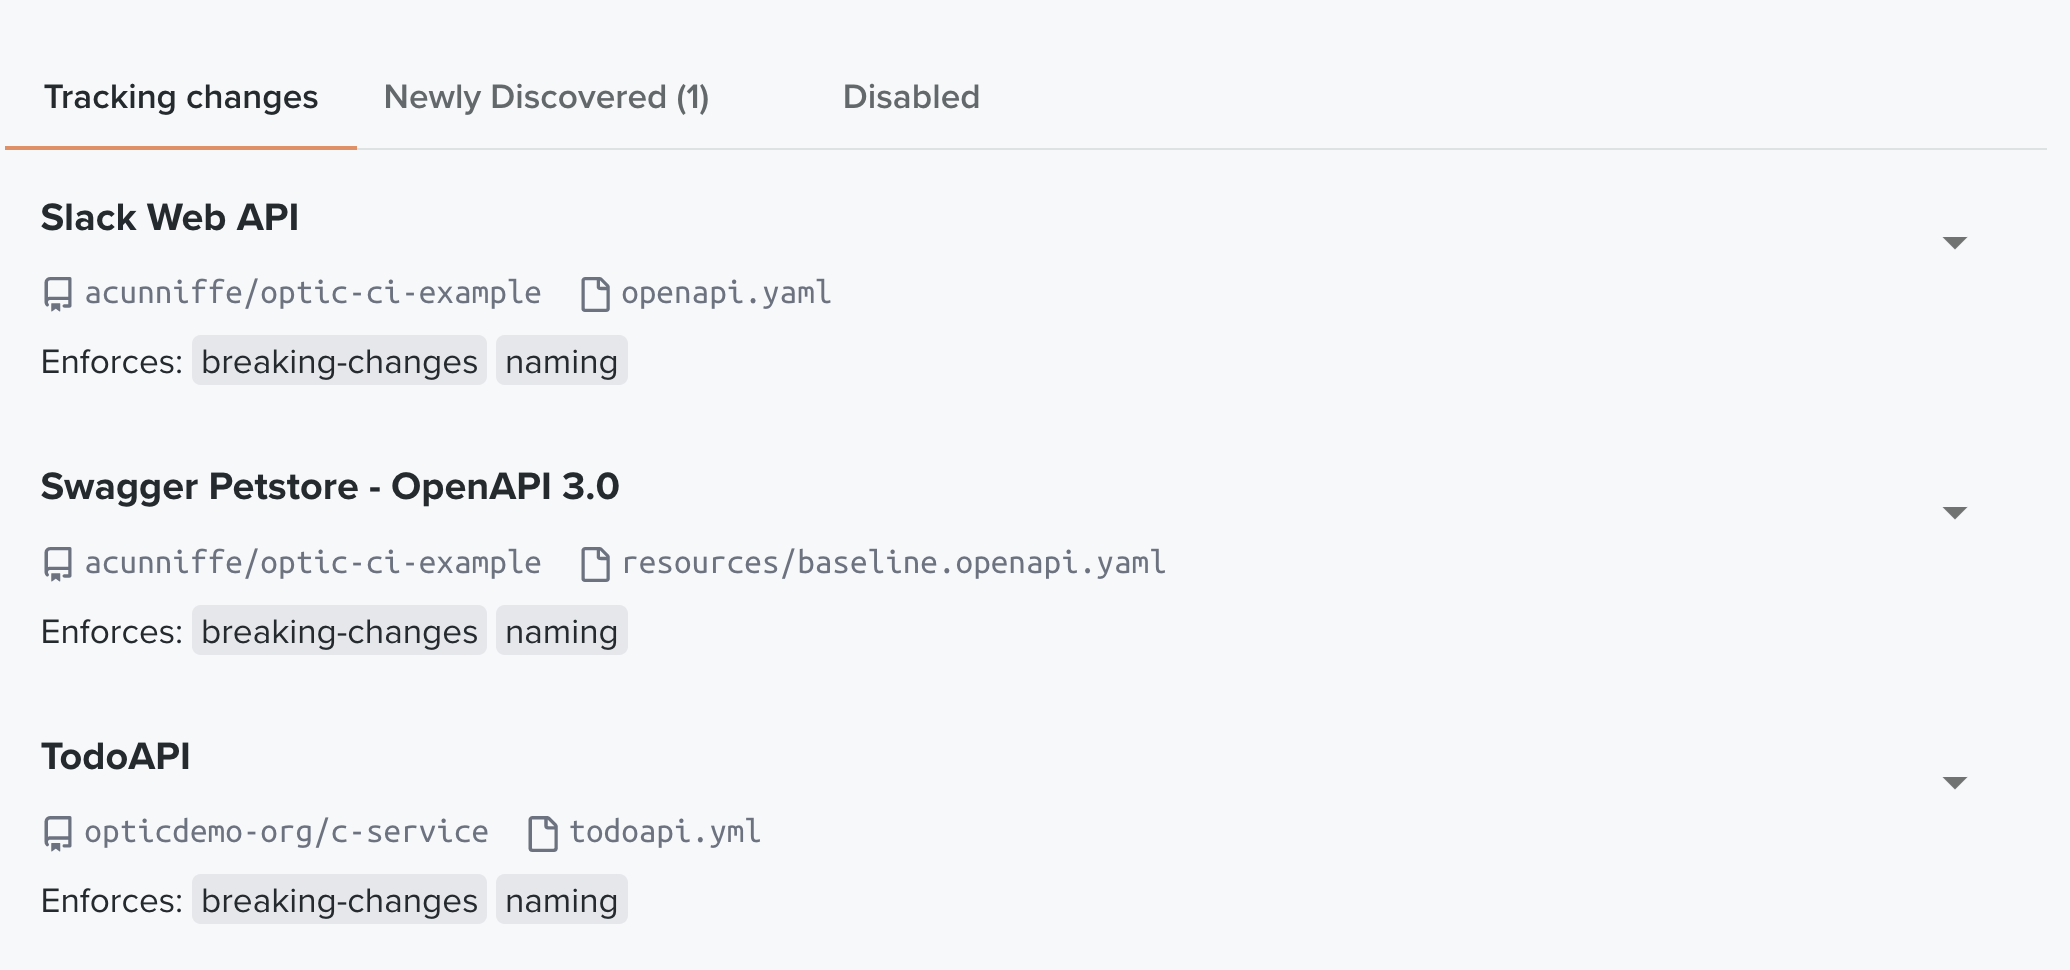 Tracking changes Newly Discovered (1) Disabled
Slack Web API
acunniffe/optic-ci-example openapi.yaml
Enforces: breaking-changes naming
Swagger Petstore - OpenAPI 3.0
acunniffe/optic-ci-example resources/baseline.openapi.yaml
Enforces: breaking-changes naming
TodoAPI
opticdemo-org/c-service todoapi.yml
Enforces: breaking-changes naming